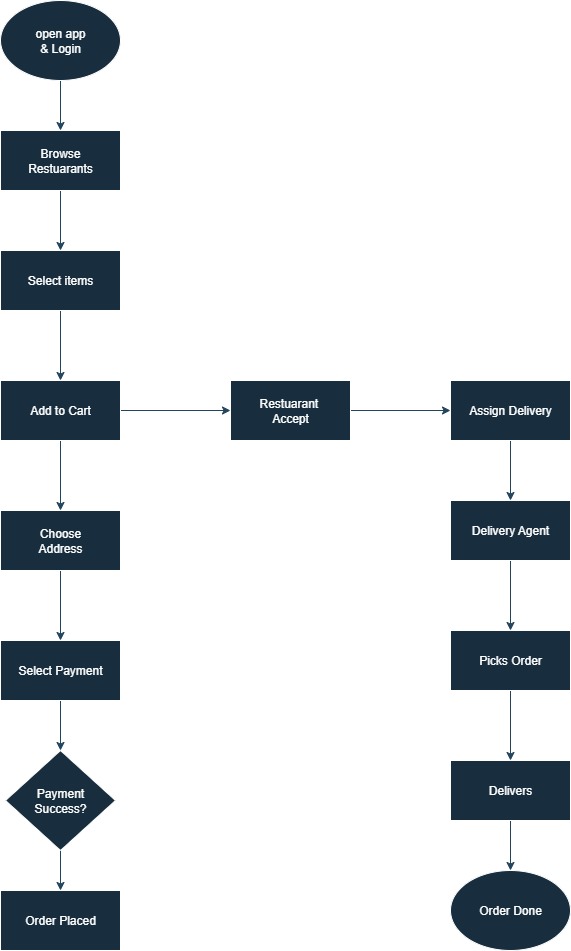 open app
& Login
Browse
Restuarants
Select items
Add to Cart
Restuarant
Accept
Assign Delivery
Choose
Address
Delivery Agent
Select Payment
Picks Order
Payment
Success?
Delivers
Order Placed
Order Done